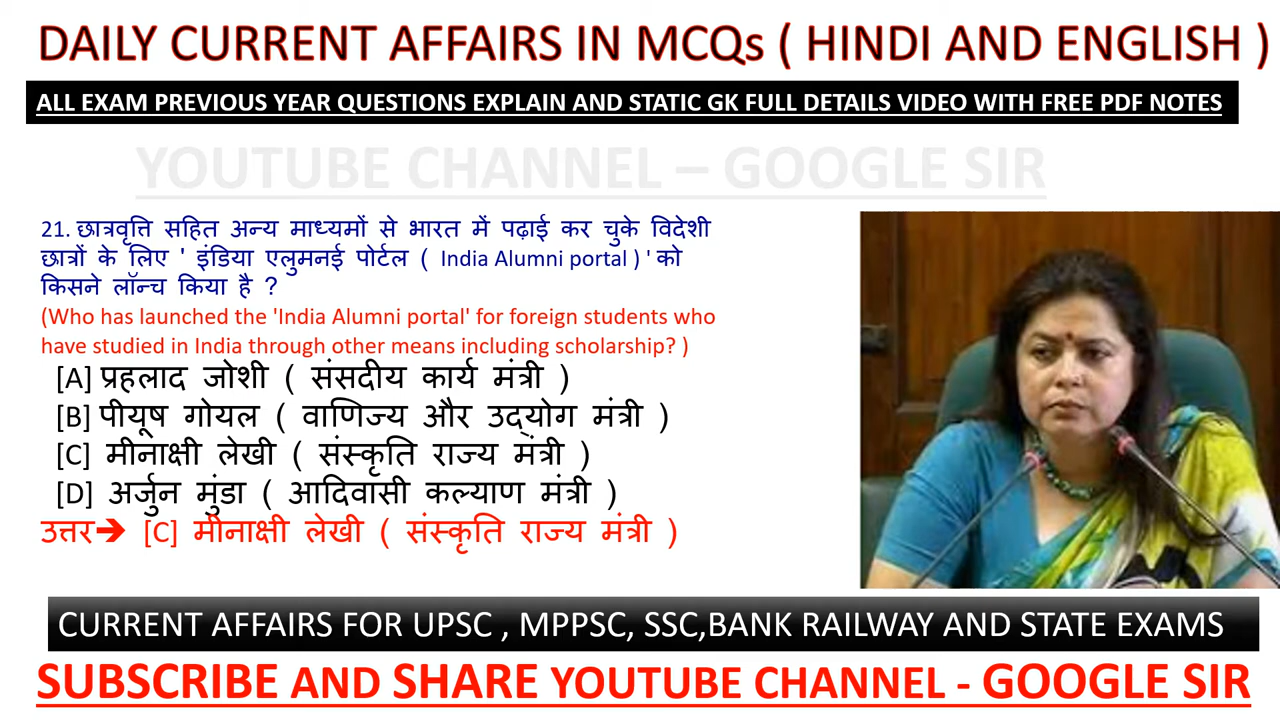 DAILY CURRENT AFFAIRS IN MCQs ( HINDI AND ENGLISH )
ALL EXAM PREVIOUS YEAR QUESTIONS EXPLAIN AND STATIC GK FULL DETAILS VIDEO WITH FREE PDF NOTES
YOUTUBE CHANNEL – GOOGLE SIR
21. छात्रवृत्ति सहित अन्य माध्यमों से भारत में पढ़ाई कर चुके विदेशी
छात्रों के लिए ' इंडिया एलुमनई पोर्टल ( India Alumni portal ) ' को
किसने लॉन्च किया है ?
(Who has launched the 'India Alumni portal' for foreign students who
have studied in India through other means including scholarship? )
[A] प्रहलाद जोशी ( संसदीय कार्य मंत्री )
[B] पीयूष गोयल ( वाणिज्य और उद्योग मंत्री )
[C] मीनाक्षी लेखी ( संस्कृति राज्य मंत्री )
[D] अर्जुन मुंडा ( आदिवासी कल्याण मंत्री )
उत्तर➔ [C] मीनाक्षी लेखी ( संस्कृति राज्य मंत्री )
CURRENT AFFAIRS FOR UPSC , MPPSC, SSC,BANK RAILWAY AND STATE EXAMS
SUBSCRIBE AND SHARE YOUTUBE CHANNEL - GOOGLE SIR